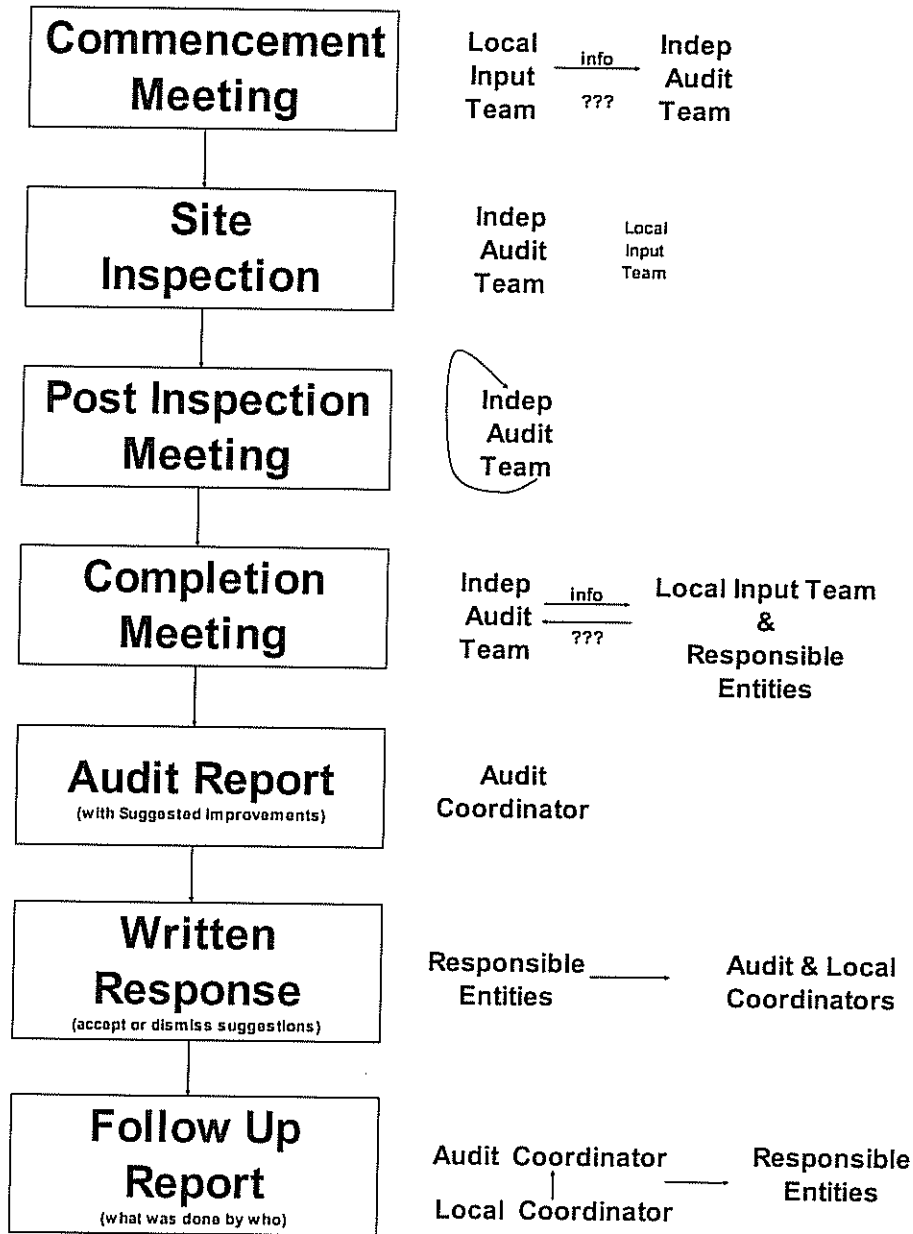 Commencement
Meeting
Local
Input
Team
info
???
Indep
Audit
Team
Site
Inspection
Indep
Audit
Team
Local
Input
Team
Post Inspection
Meeting
Indep
Audit
Team
Completion
Meeting
Indep
Audit
Team
info
???
Local Input Team
&
Responsible
Entities
Audit Report
(with Suggested Improvements)
Audit
Coordinator
Written
Response
(accept or dismiss suggestions)
Responsible
Entities
Audit & Local
Coordinators
Follow Up
Report
(what was done by who)
Audit Coordinator
Local Coordinator
Responsible
Entities